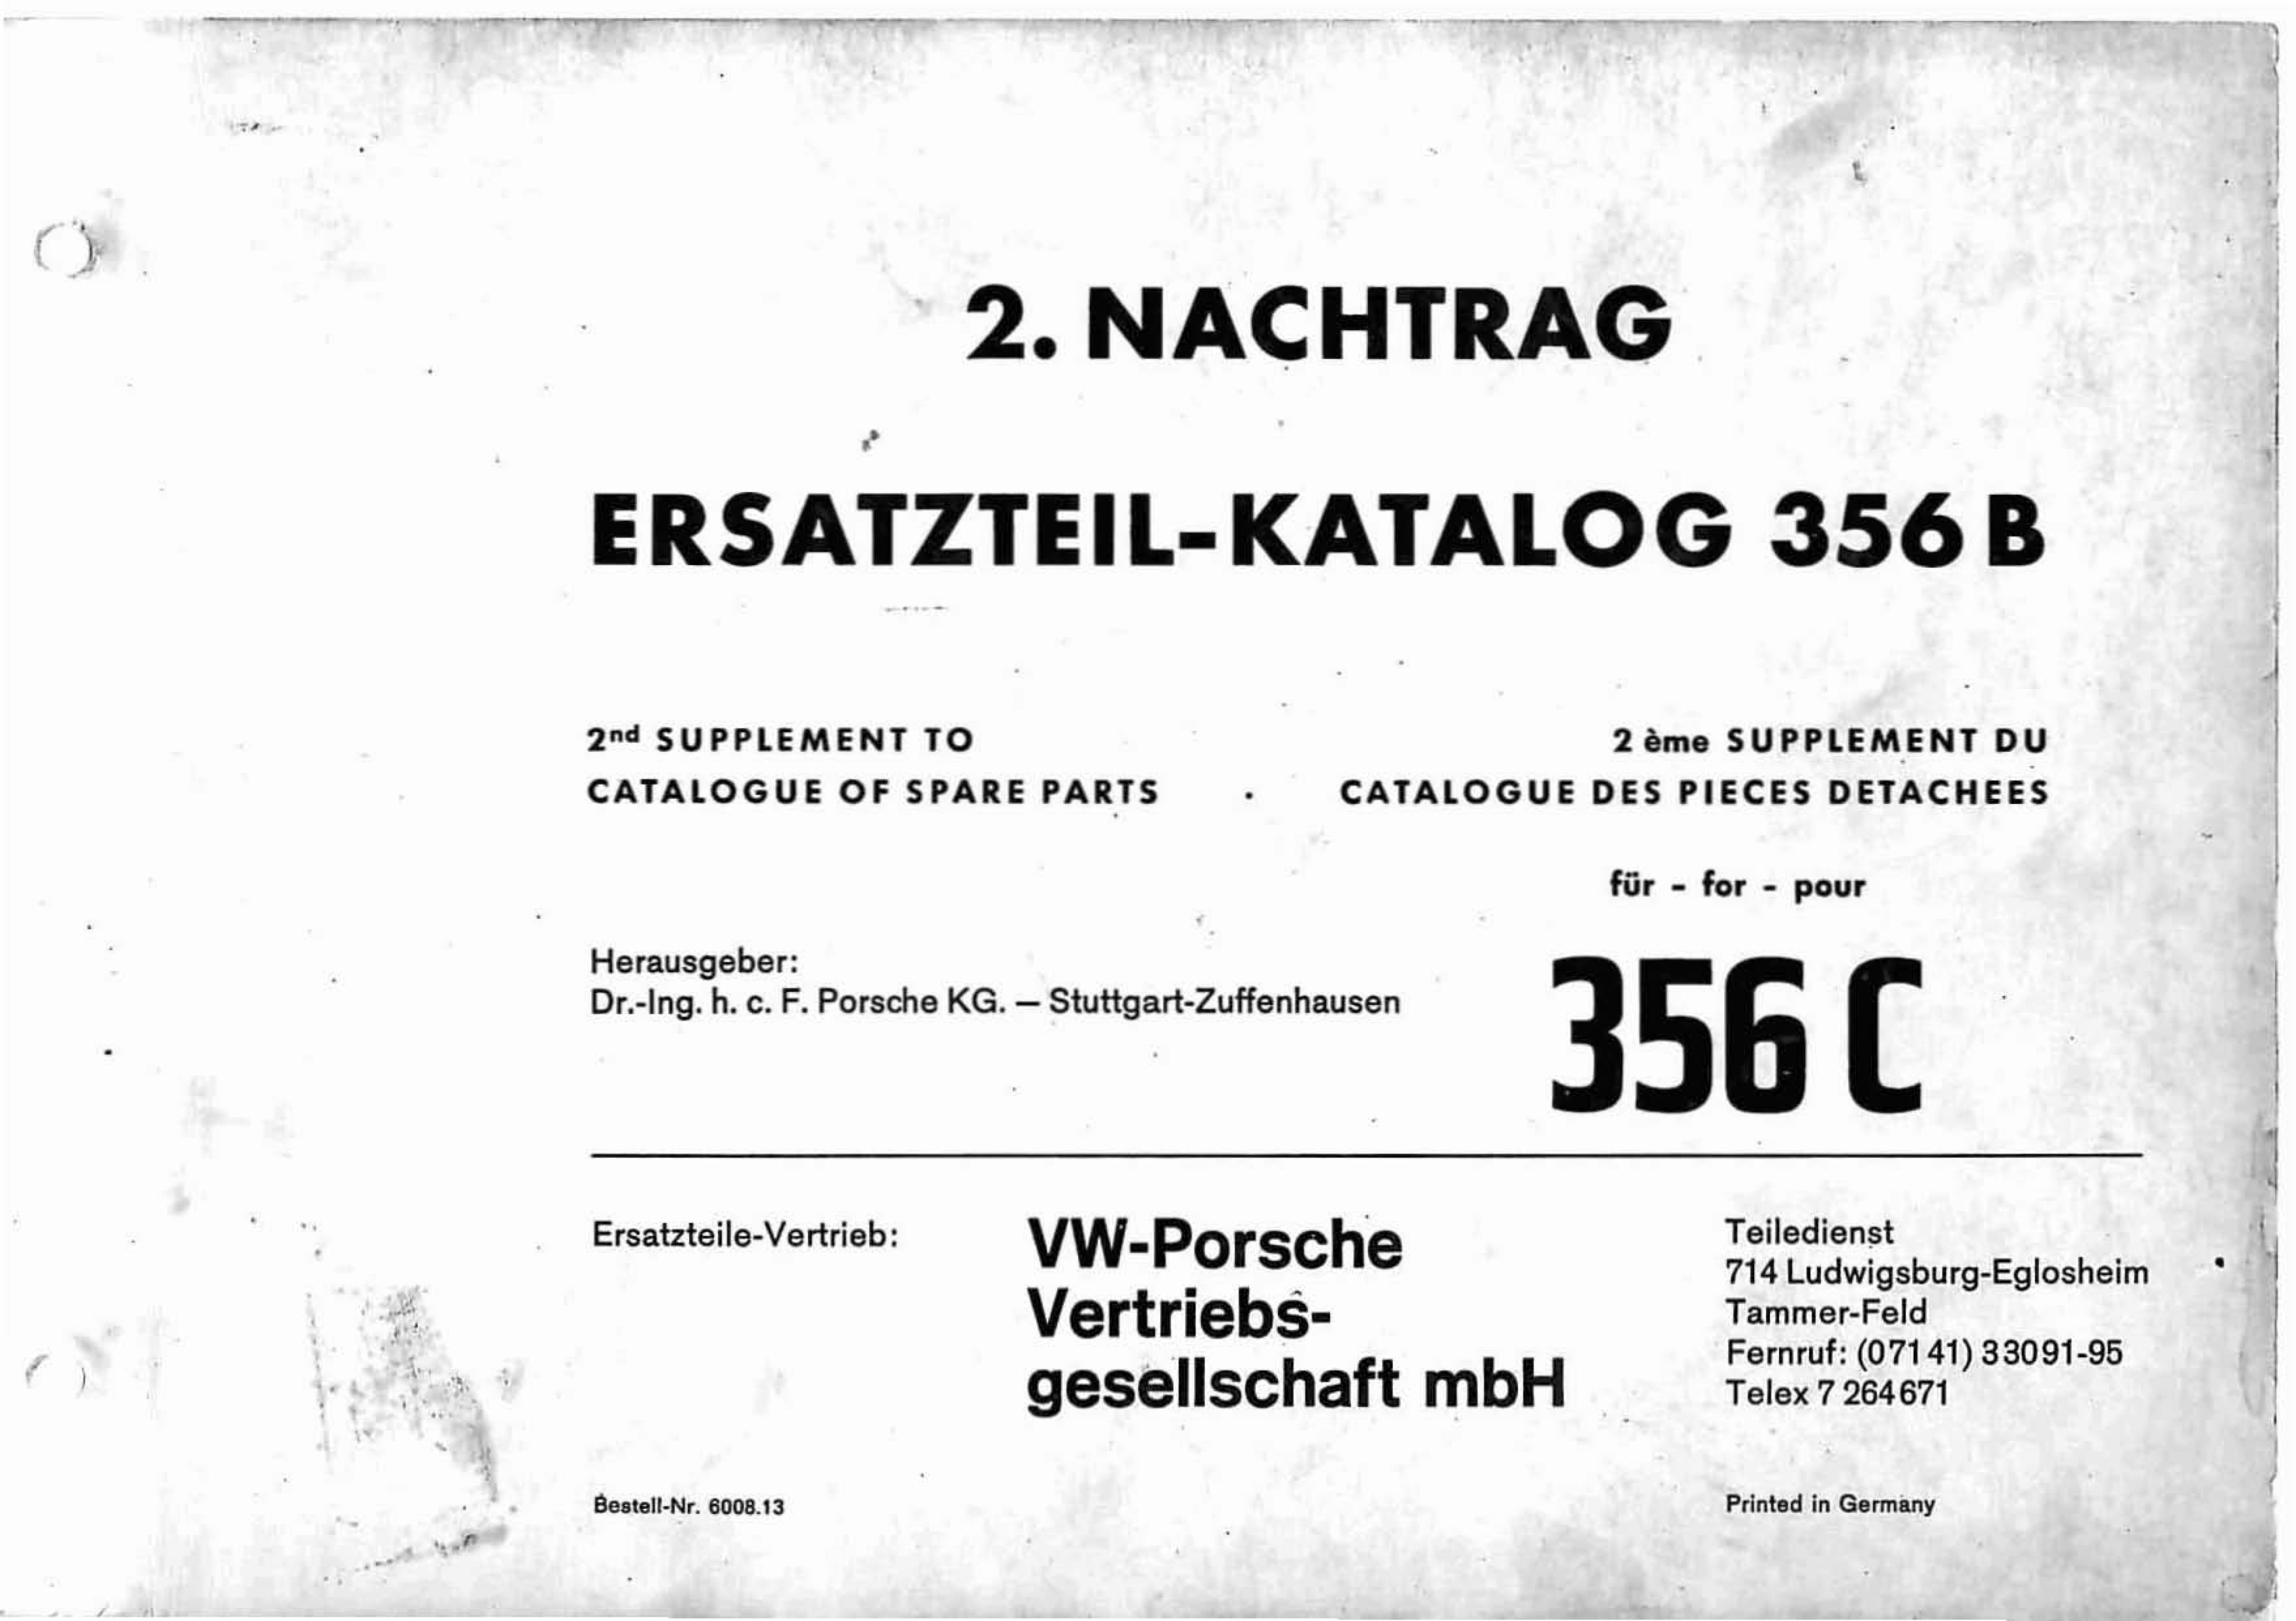 2. NACHTRAG
ERSATZTEIL-KATALOG 356 B
2nd SUPPLEMENT TO
CATALOGUE OF SPARE PARTS
·
2 ème SUPPLEMENT DU
CATALOGUE DES PIECES DETACHEES
für - for - pour
356 C
Herausgeber:
Dr.-Ing. h. c. F. Porsche KG. — Stuttgart-Zuffenhausen
Ersatzteile-Vertrieb:
VW-Porsche
Vertriebs-
gesellschaft mbH
Teiledienst
714 Ludwigsburg-Eglosheim
Tammer-Feld
Fernruf: (07141) 33091-95
Telex 7 264671
Bestell-Nr. 6008.13
Printed in Germany